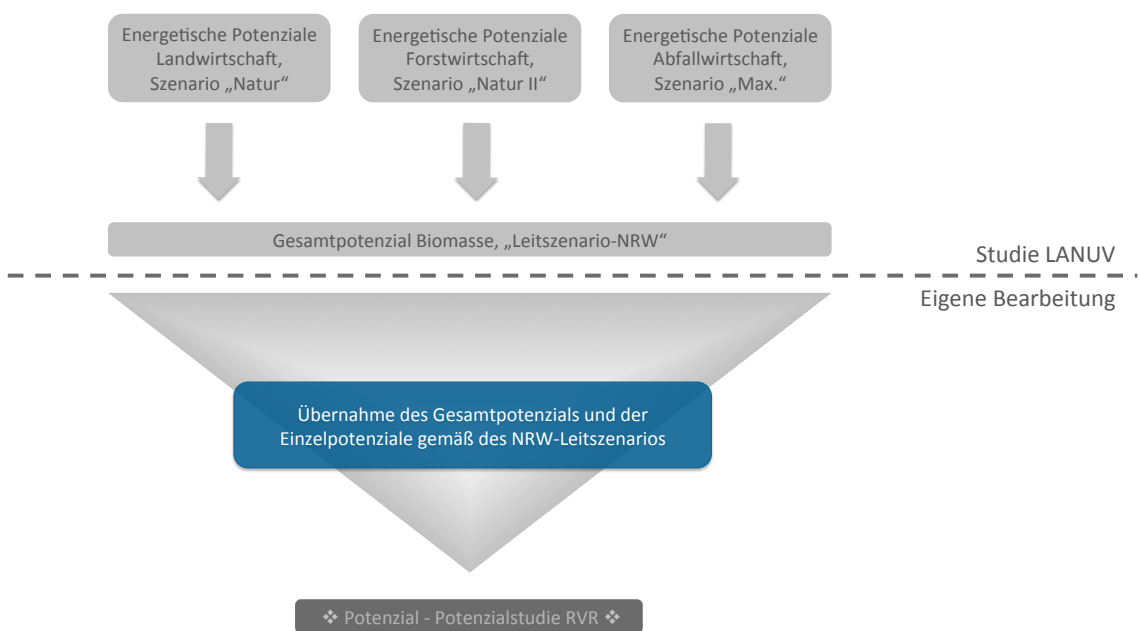 Energetische Potenziale
Landwirtschaft,
Szenario „Natur“
Energetische Potenziale
Forstwirtschaft,
Szenario „Natur II“
Energetische Potenziale
Abfallwirtschaft,
Szenario „Max.“
Gesamtpotenzial Biomasse, „Leitszenario-NRW“
Studie LANUV
Eigene Bearbeitung
Übernahme des Gesamtpotenzials und der
Einzelpotenziale gemäß des NRW-Leitszenarios
❖ Potenzial - Potenzialstudie RVR ❖